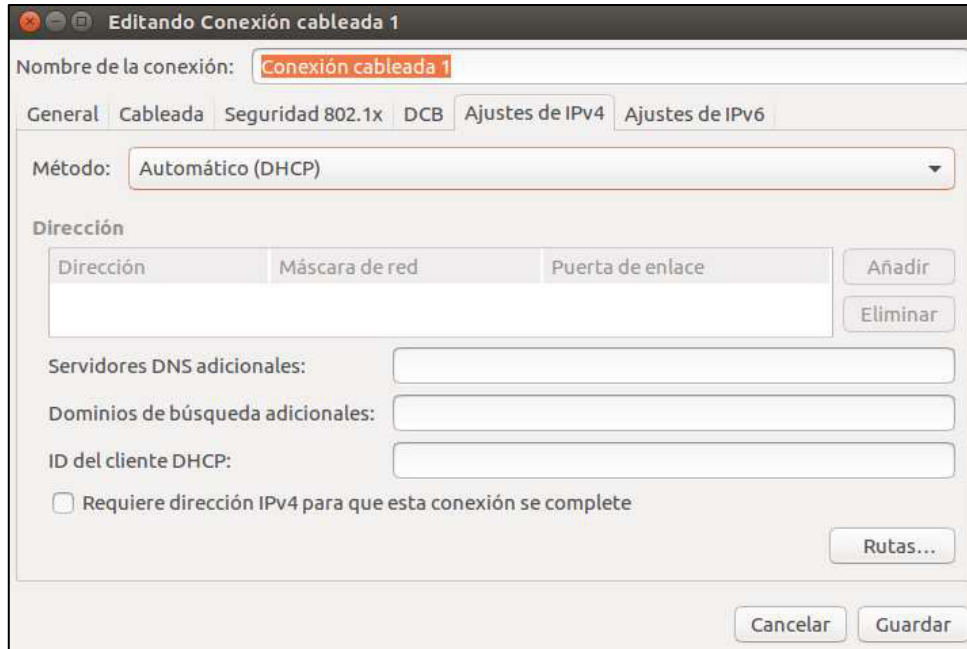 Editando Conexión cableada 1
Nombre de la conexión: Conexión cableada 1
General Cableada Seguridad 802.1x DCB Ajustes de IPv4 Ajustes de IPv6
Método: Automático (DHCP)
Dirección
Dirección Máscara de red Puerta de enlace Añadir
Eliminar
Servidores DNS adicionales:
Dominios de búsqueda adicionales:
ID del cliente DHCP:
Requiere dirección IPv4 para que esta conexión se complete
Rutas...
Cancelar Guardar